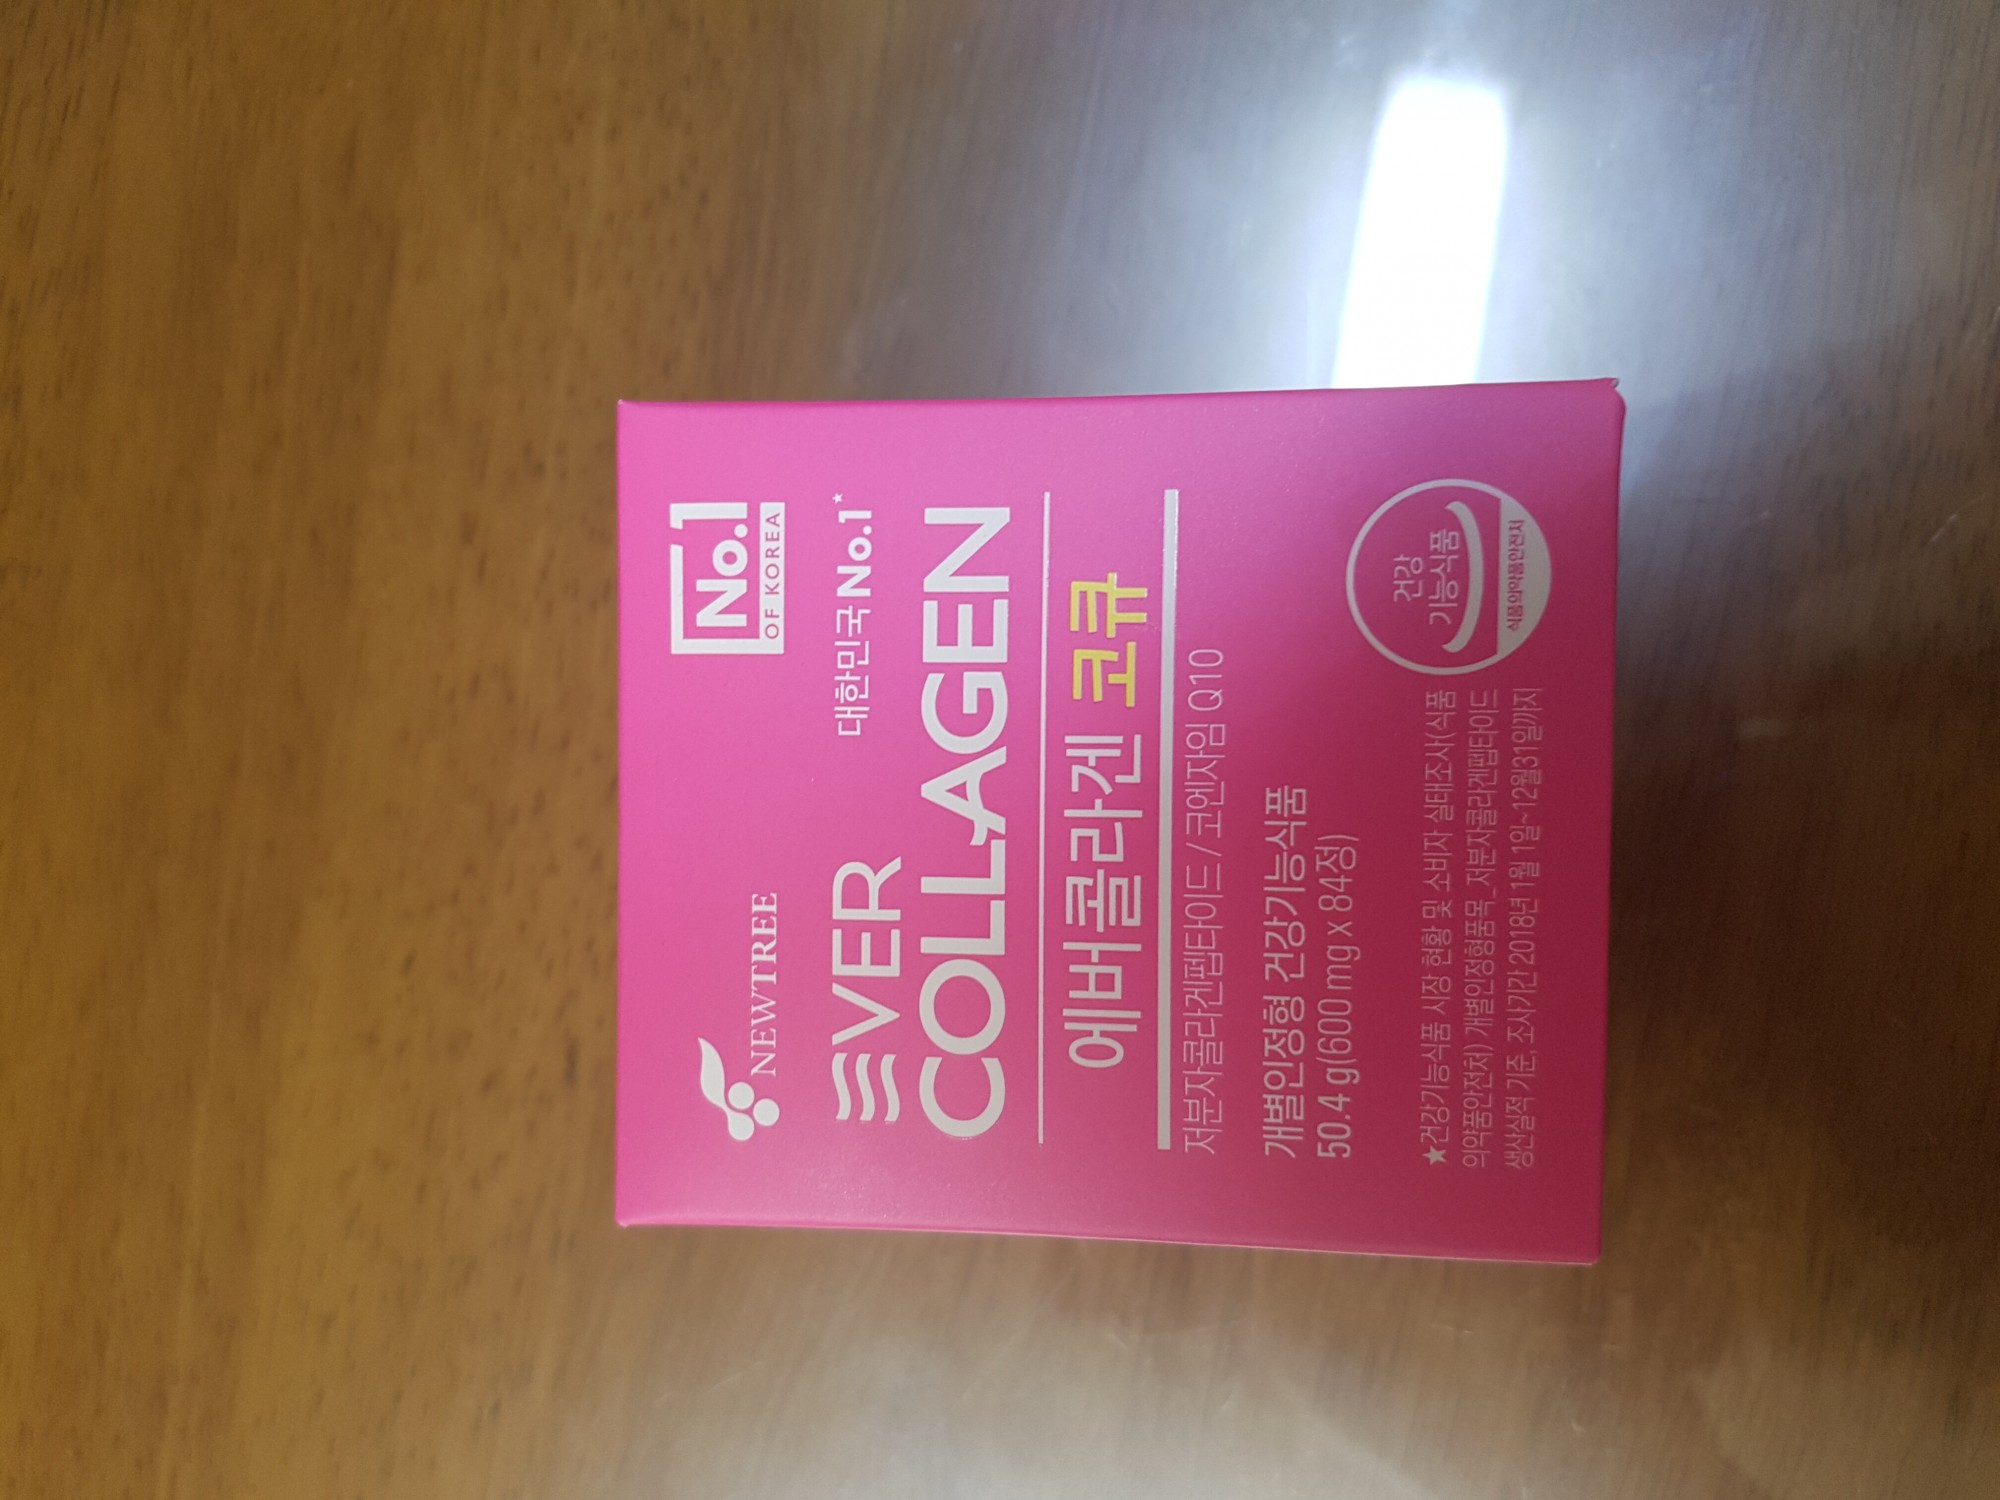 NEWTREE
No.1
OF KOREA
대한민국 No.1*
EVER
COLLAGEN
에버콜라겐 코큐
저분자콜라겐펩타이드 / 코엔자임 Q10
개별인정형 건강기능식품
50.4 g(600 mg x 84정)
★건강기능식품 시장 현황 및 소비자 실태조사(식품
의약품안전처) 개별인정형품목_저분자콜라겐펩타이드
생산실적 기준, 조사기간 2018년 1월 1일~12월31일까지
건강
기능식품
식품의약품안전처